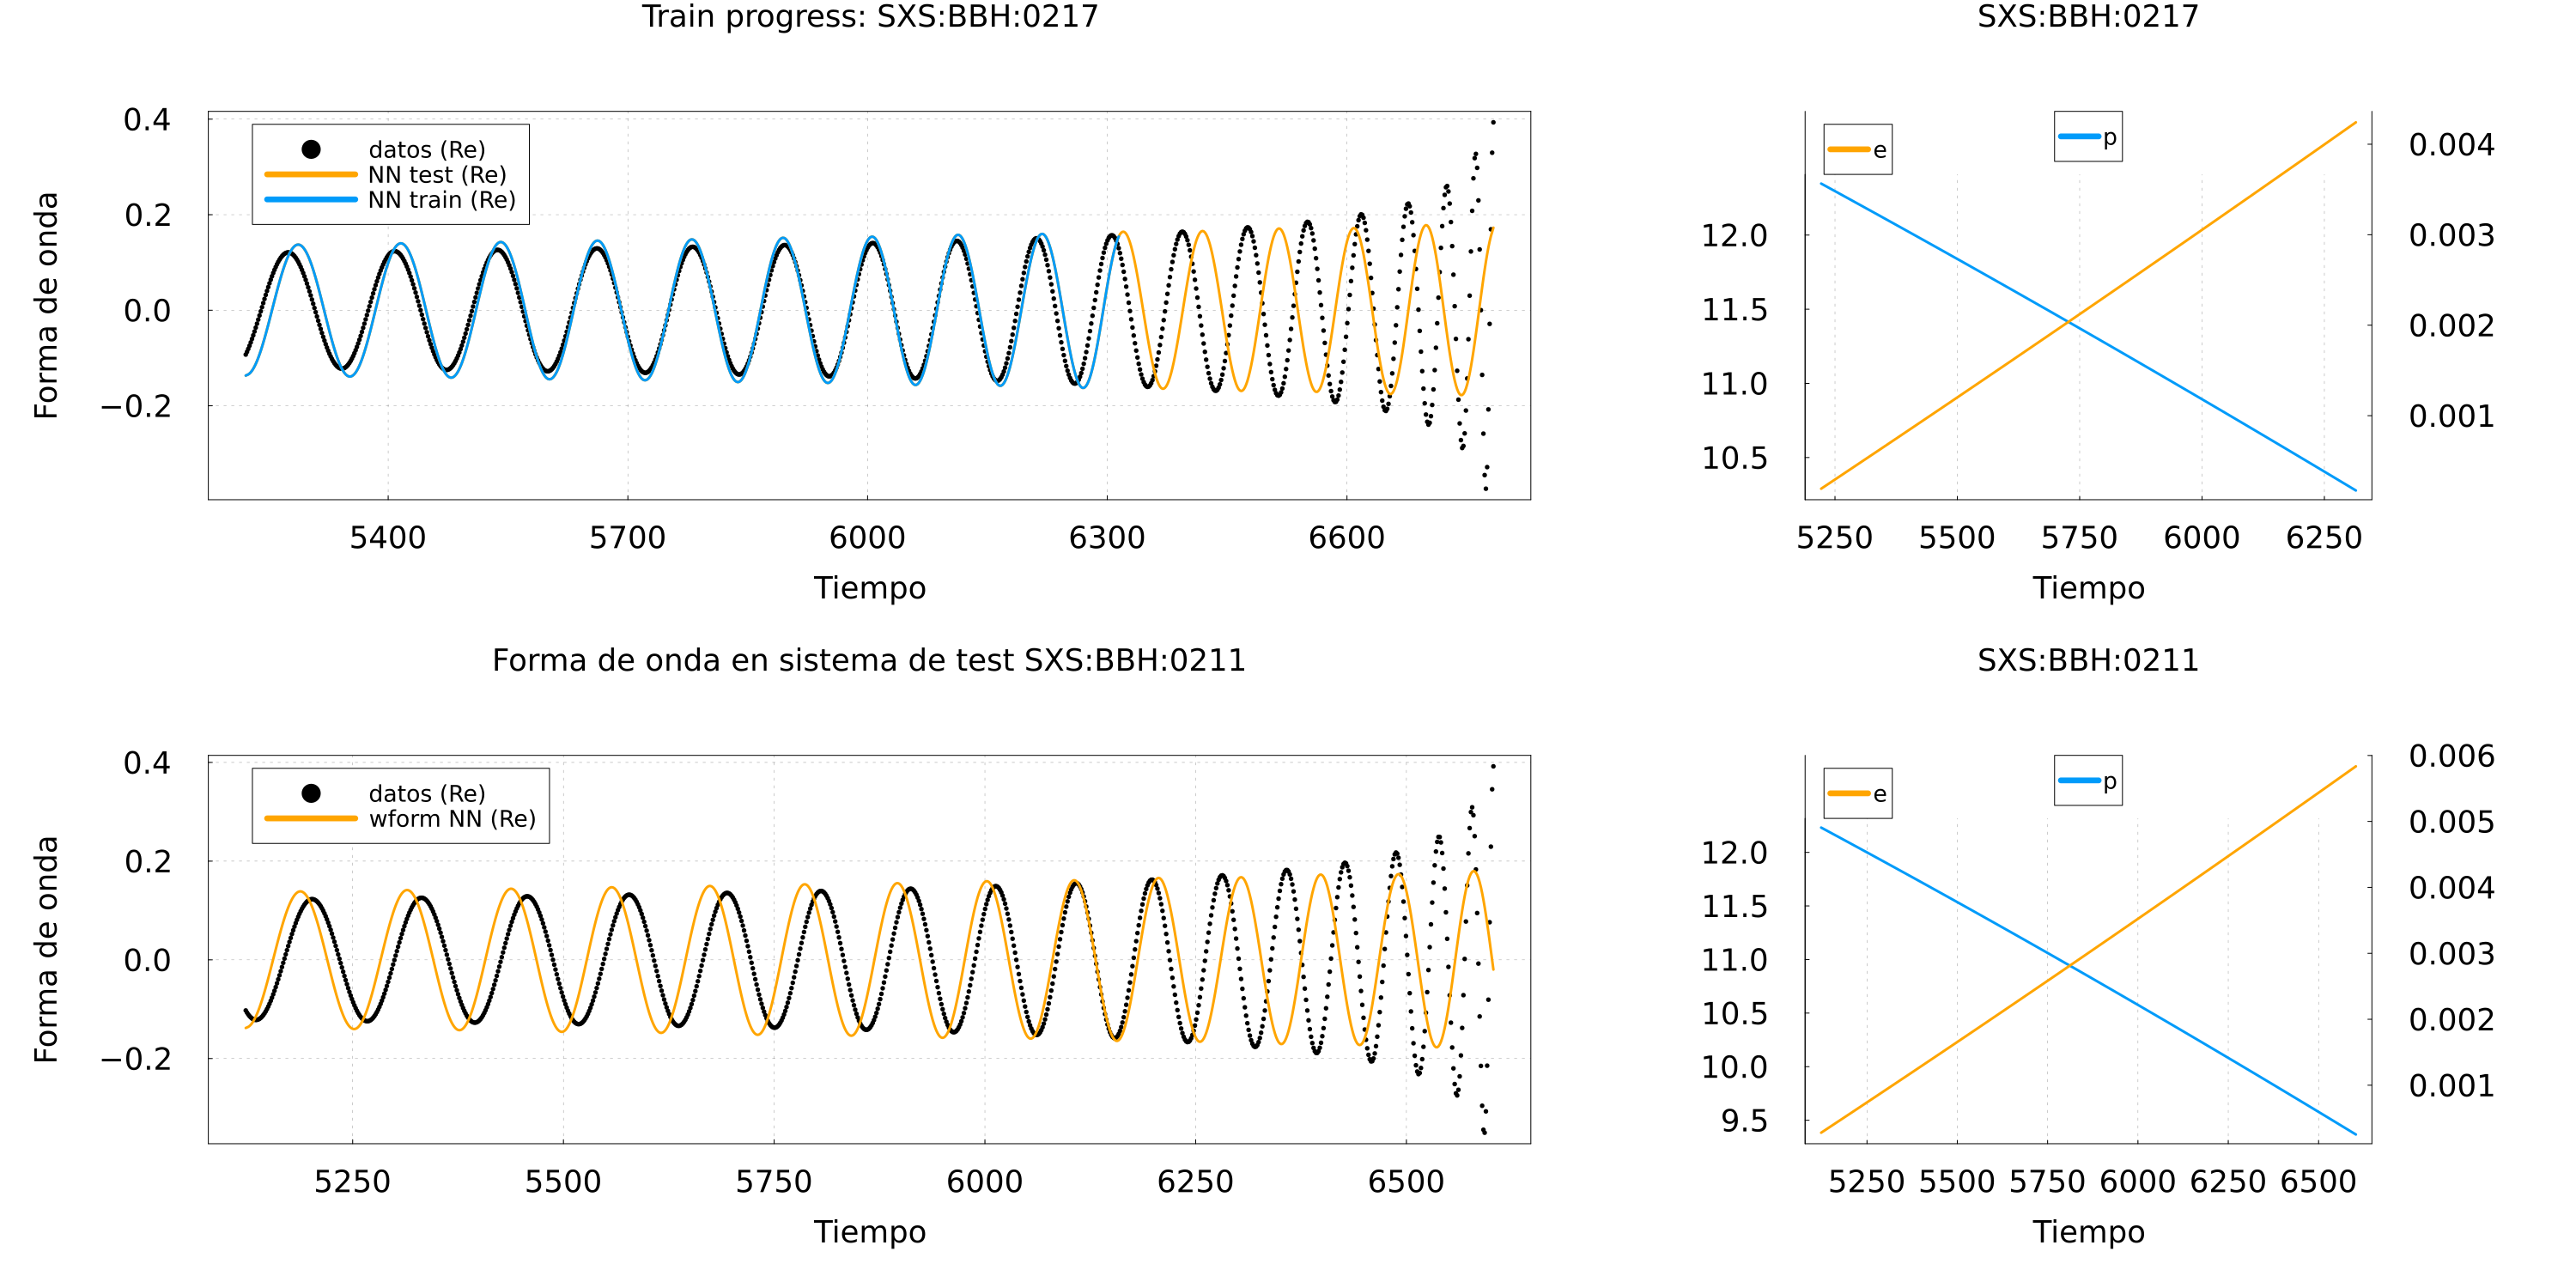 Train progress: SXS:BBH:0217
Forma de onda
0.4
0.2
0.0
−0.2
datos (Re)
NN test (Re)
NN train (Re)
5400 5700 6000 6300 6600
Tiempo
SXS:BBH:0217
e
p
12.0
11.5
11.0
10.5
0.004
0.003
0.002
0.001
5250 5500 5750 6000 6250
Tiempo
Forma de onda en sistema de test SXS:BBH:0211
Forma de onda
0.4
0.2
0.0
−0.2
datos (Re)
wform NN (Re)
5250 5500 5750 6000 6250 6500
Tiempo
SXS:BBH:0211
e
p
12.0
11.5
11.0
10.5
10.0
9.5
0.006
0.005
0.004
0.003
0.002
0.001
5250 5500 5750 6000 6250 6500
Tiempo